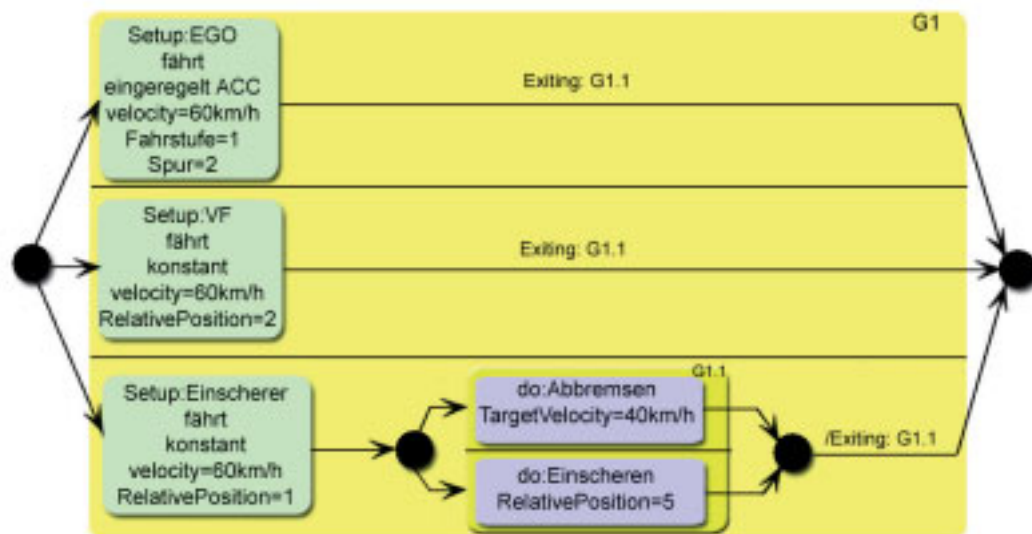 G1
Setup:EGO
fährt
eingeregelt ACC
velocity=60km/h
Fahrstufe=1
Spur=2
Exiting: G1.1
Setup:VF
fährt
konstant
velocity=60km/h
RelativePosition=2
Exiting: G1.1
Setup:Einscherer
fährt
konstant
velocity=60km/h
RelativePosition=1
G1.1
do:Abbremsen
TargetVelocity=40km/h
do:Einscheren
RelativePosition=5
/Exiting: G1.1